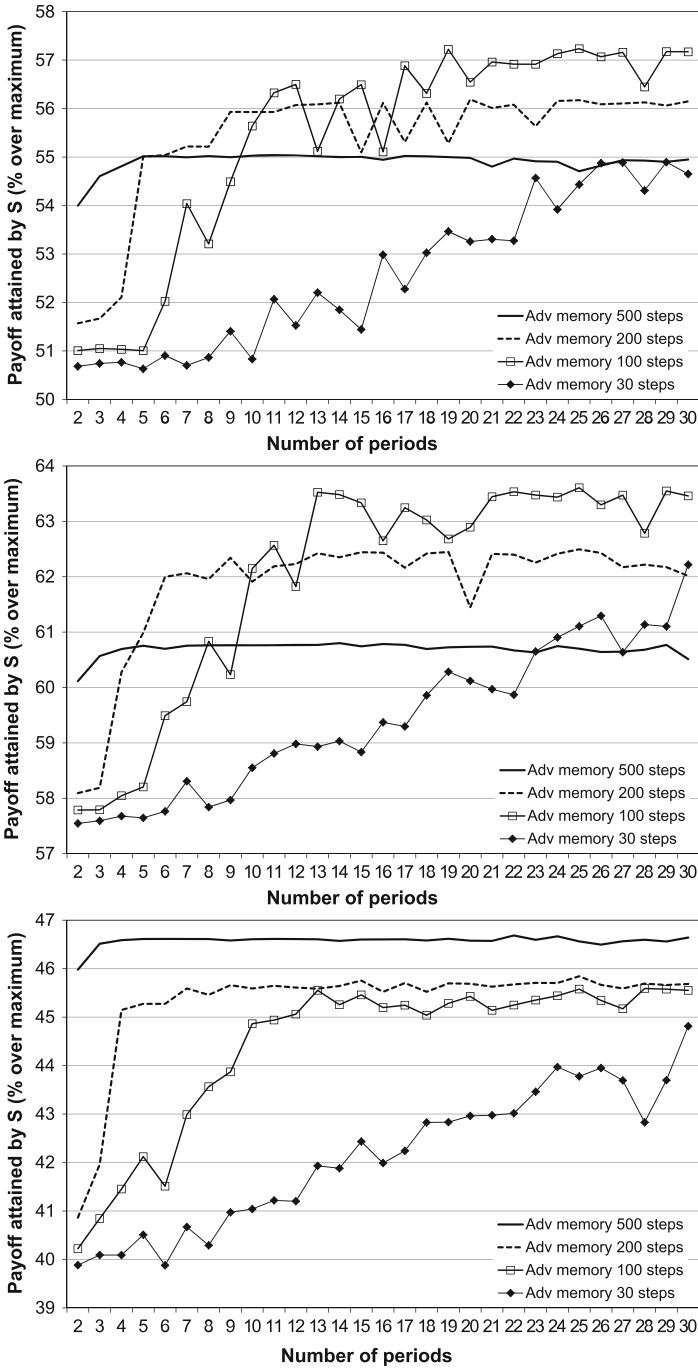 58
57
56
55
54
53
52
51
50
Payoff attained by S (% over maximum)
Adv memory 500 steps
Adv memory 200 steps
Adv memory 100 steps
Adv memory 30 steps
2 3 4 5 6 7 8 9 10 11 12 13 14 15 16 17 18 19 20 21 22 23 24 25 26 27 28 29 30
Number of periods
64
63
62
61
60
59
58
57
Payoff attained by S (% over maximum)
Adv memory 500 steps
Adv memory 200 steps
Adv memory 100 steps
Adv memory 30 steps
2 3 4 5 6 7 8 9 10 11 12 13 14 15 16 17 18 19 20 21 22 23 24 25 26 27 28 29 30
Number of periods
47
46
45
44
43
42
41
40
39
Payoff attained by S (% over maximum)
Adv memory 500 steps
Adv memory 200 steps
Adv memory 100 steps
Adv memory 30 steps
2 3 4 5 6 7 8 9 10 11 12 13 14 15 16 17 18 19 20 21 22 23 24 25 26 27 28 29 30
Number of periods